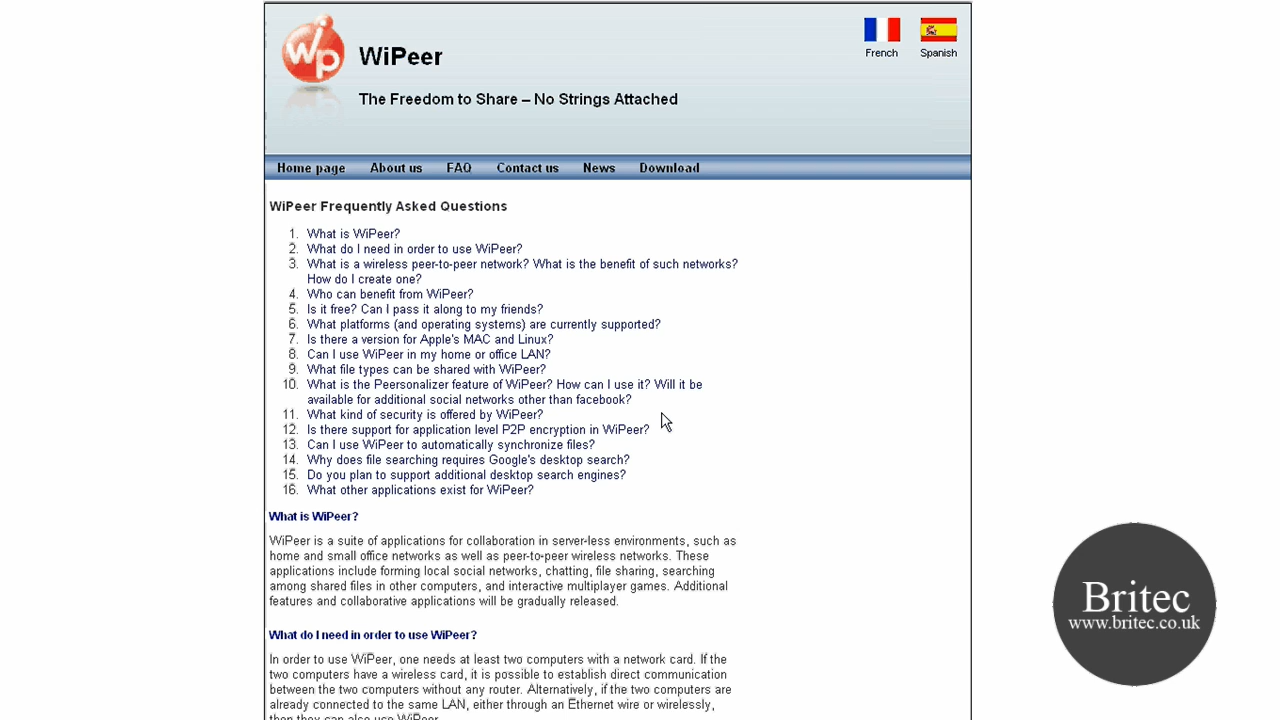 wp
WiPeer
French
Spanish
The Freedom to Share – No Strings Attached
Home page About us FAQ Contact us News Download
WiPeer Frequently Asked Questions
1. What is WiPeer?
2. What do I need in order to use WiPeer?
3. What is a wireless peer-to-peer network? What is the benefit of such networks?
How do I create one?
4. Who can benefit from WiPeer?
5. Is it free? Can I pass it along to my friends?
6. What platforms (and operating systems) are currently supported?
7. Is there a version for Apple's MAC and Linux?
8. Can I use WiPeer in my home or office LAN?
9. What file types can be shared with WiPeer?
10. What is the Peersonalizer feature of WiPeer? How can I use it? Will it be
available for additional social networks other than facebook?
11. What kind of security is offered by WiPeer?
12. Is there support for application level P2P encryption in WiPeer?
13. Can I use WiPeer to automatically synchronize files?
14. Why does file searching requires Google's desktop search?
15. Do you plan to support additional desktop search engines?
16. What other applications exist for WiPeer?
What is WiPeer?
WiPeer is a suite of applications for collaboration in server-less environments, such as
home and small office networks as well as peer-to-peer wireless networks. These
applications include forming local social networks, chatting, file sharing, searching
among shared files in other computers, and interactive multiplayer games. Additional
features and collaborative applications will be gradually released.
What do I need in order to use WiPeer?
In order to use WiPeer, one needs at least two computers with a network card. If the
two computers have a wireless card, it is possible to establish direct communication
between the two computers without any router. Alternatively, if the two computers are
already connected to the same LAN, either through an Ethernet wire or wirelessly,
then they can also use WiPeer.
Britec
www.britec.co.uk